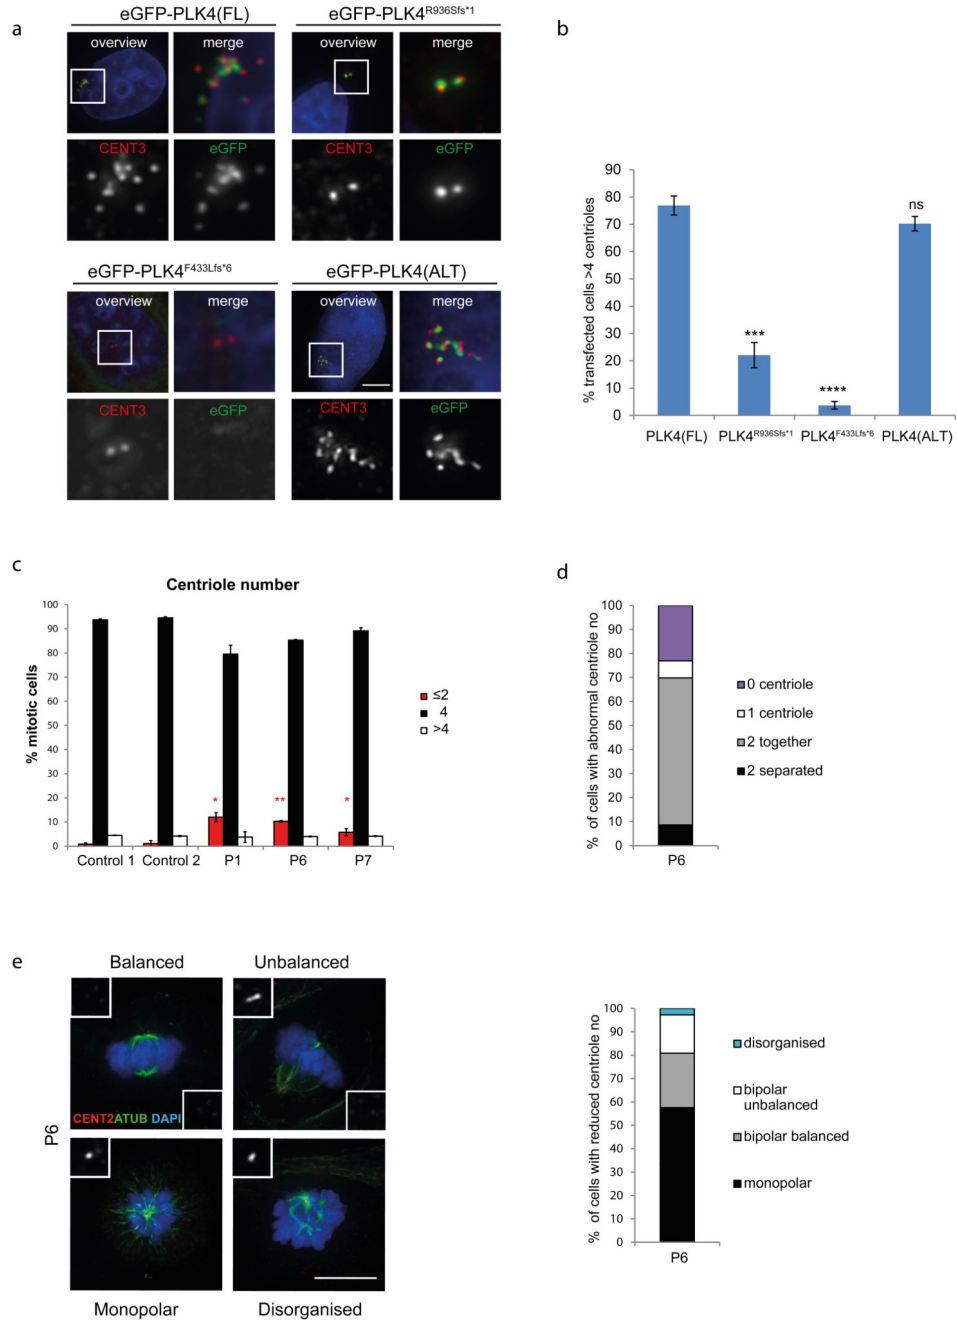 a
eGFP-PLK4(FL)
eGFP-PLK4R936Sfs*1
overview merge overview merge
CENT3 eGFP CENT3 eGFP
eGFP-PLK4F433Lfs*6
eGFP-PLK4(ALT)
overview merge overview merge
CENT3 eGFP CENT3 eGFP
b
% transfected cells >4 centrioles
90
80
70
60
50
40
30
20
10
0
***
****
ns
PLK4(FL) PLK4R936Sfs*1 PLK4F433Lfs*6 PLK4(ALT)
c
Centriole number
% mitotic cells
100
90
80
70
60
50
40
30
20
10
0
* ** *
Control 1 Control 2 P1 P6 P7
≤2
4
>4
d
% of cells with abnormal centriole no
100
90
80
70
60
50
40
30
20
10
0
P6
0 centriole
1 centriole
2 together
2 separated
e
Balanced Unbalanced
P6
CENT2ATUB DAPI
Monopolar Disorganised
% of cells with reduced centriole no
100
90
80
70
60
50
40
30
20
10
0
P6
disorganised
bipolar
unbalanced
bipolar balanced
monopolar